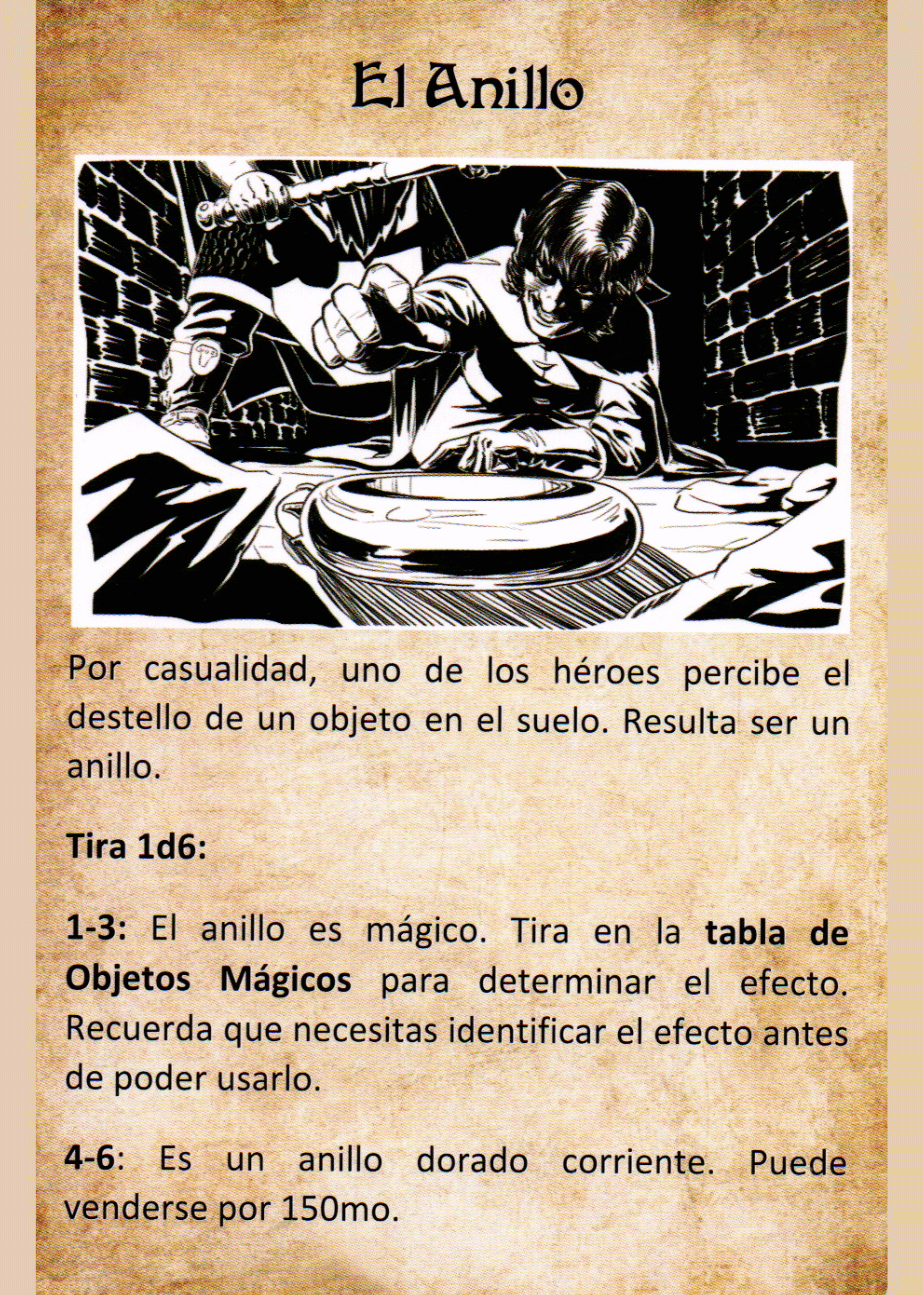 El Anillo
Por casualidad, uno de los héroes percibe el
destello de un objeto en el suelo. Resulta ser un
anillo.
Tira 1d6:
1-3: El anillo es mágico. Tira en la tabla de
Objetos Mágicos para determinar el efecto.
Recuerda que necesitas identificar el efecto antes
de poder usarlo.
4-6: Es un anillo dorado corriente. Puede
venderse por 150mo.